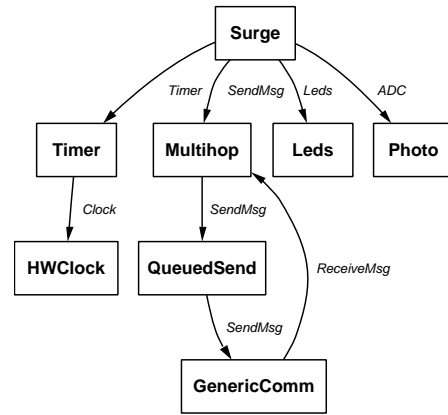 Surge
Timer SendMsg Leds ADC
Timer Multihop Leds Photo
Clock SendMsg
HWClock QueuedSend ReceiveMsg
SendMsg
GenericComm